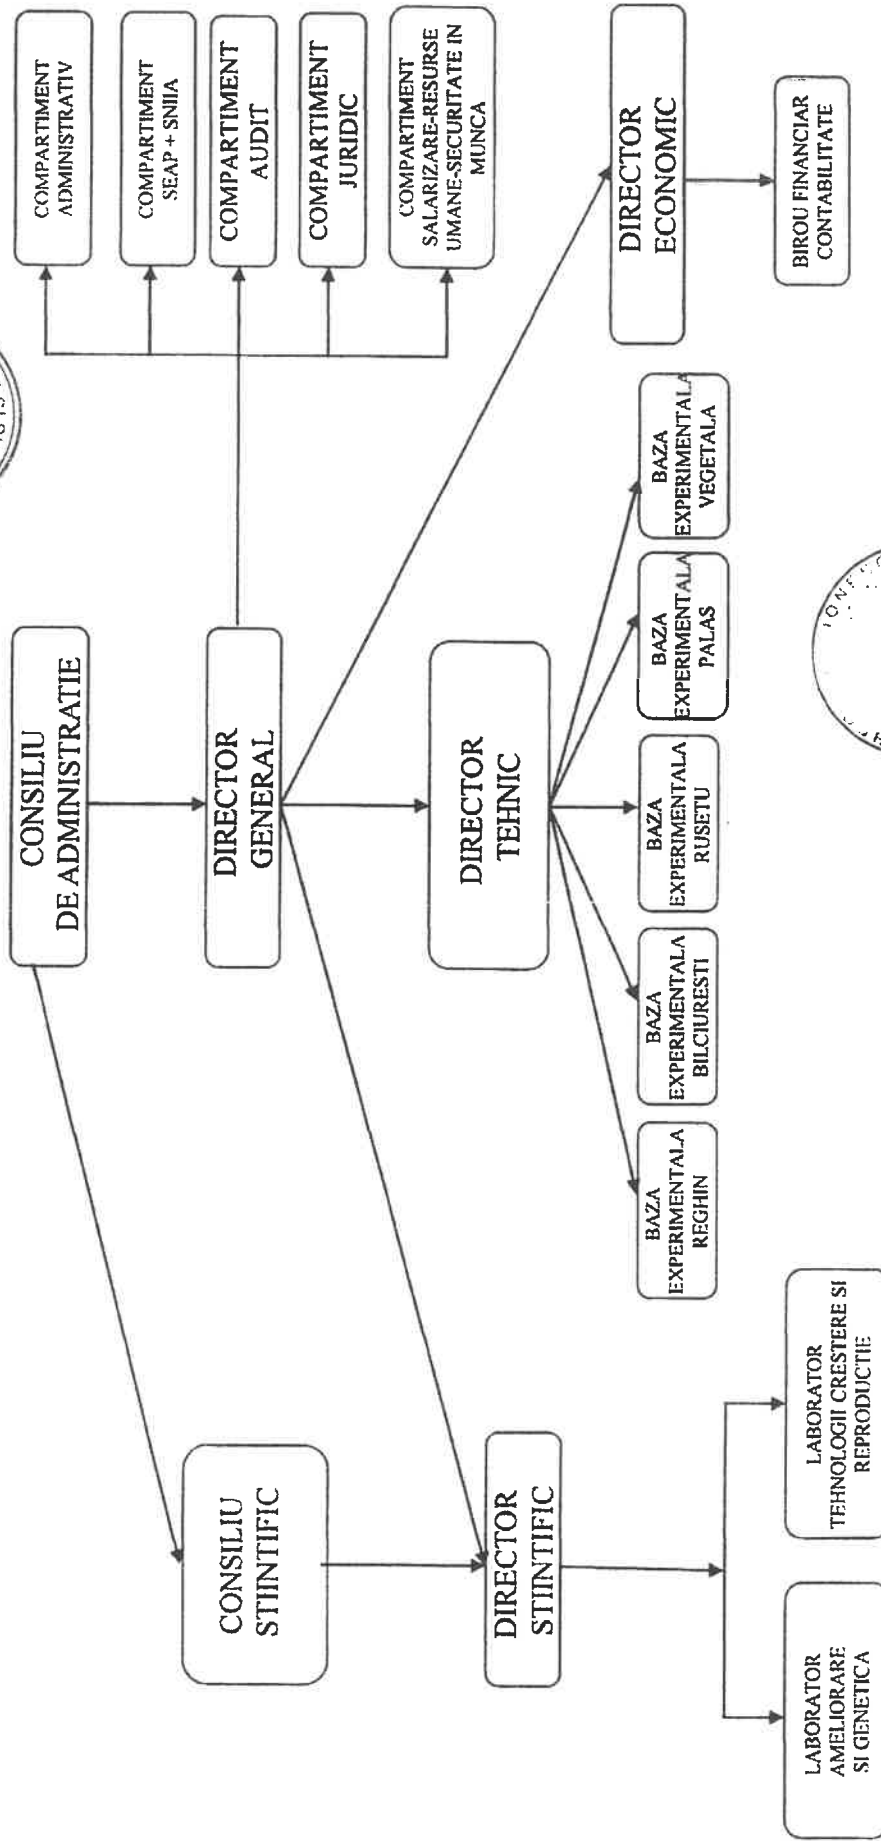 CONSILIU
DE ADMINISTRATIE
COMPARTIMENT
ADMINISTRATIV
COMPARTIMENT
SEAP + SNIIA
COMPARTIMENT
AUDIT
COMPARTIMENT
JURIDIC
COMPARTIMENT
SALARIZARE-RESURSE
UMANE-SECURITATE IN
MUNCA
CONSILIU
STIINTIFIC
DIRECTOR
GENERAL
DIRECTOR
STIINTIFIC
DIRECTOR
TEHNIC
DIRECTOR
ECONOMIC
BAZA
EXPERIMENTALA
REGHIN
BAZA
EXPERIMENTALA
BILCIURESTI
BAZA
EXPERIMENTALA
RUSETU
BAZA
EXPERIMENTALA
PALAS
BAZA
EXPERIMENTALA
VEGETALA
BIROU FINANCIAR
CONTABILITATE
LABORATOR
AMELIORARE
SI GENETICA
LABORATOR
TEHNOLOGII CRESTERE SI
REPRODUCTIE